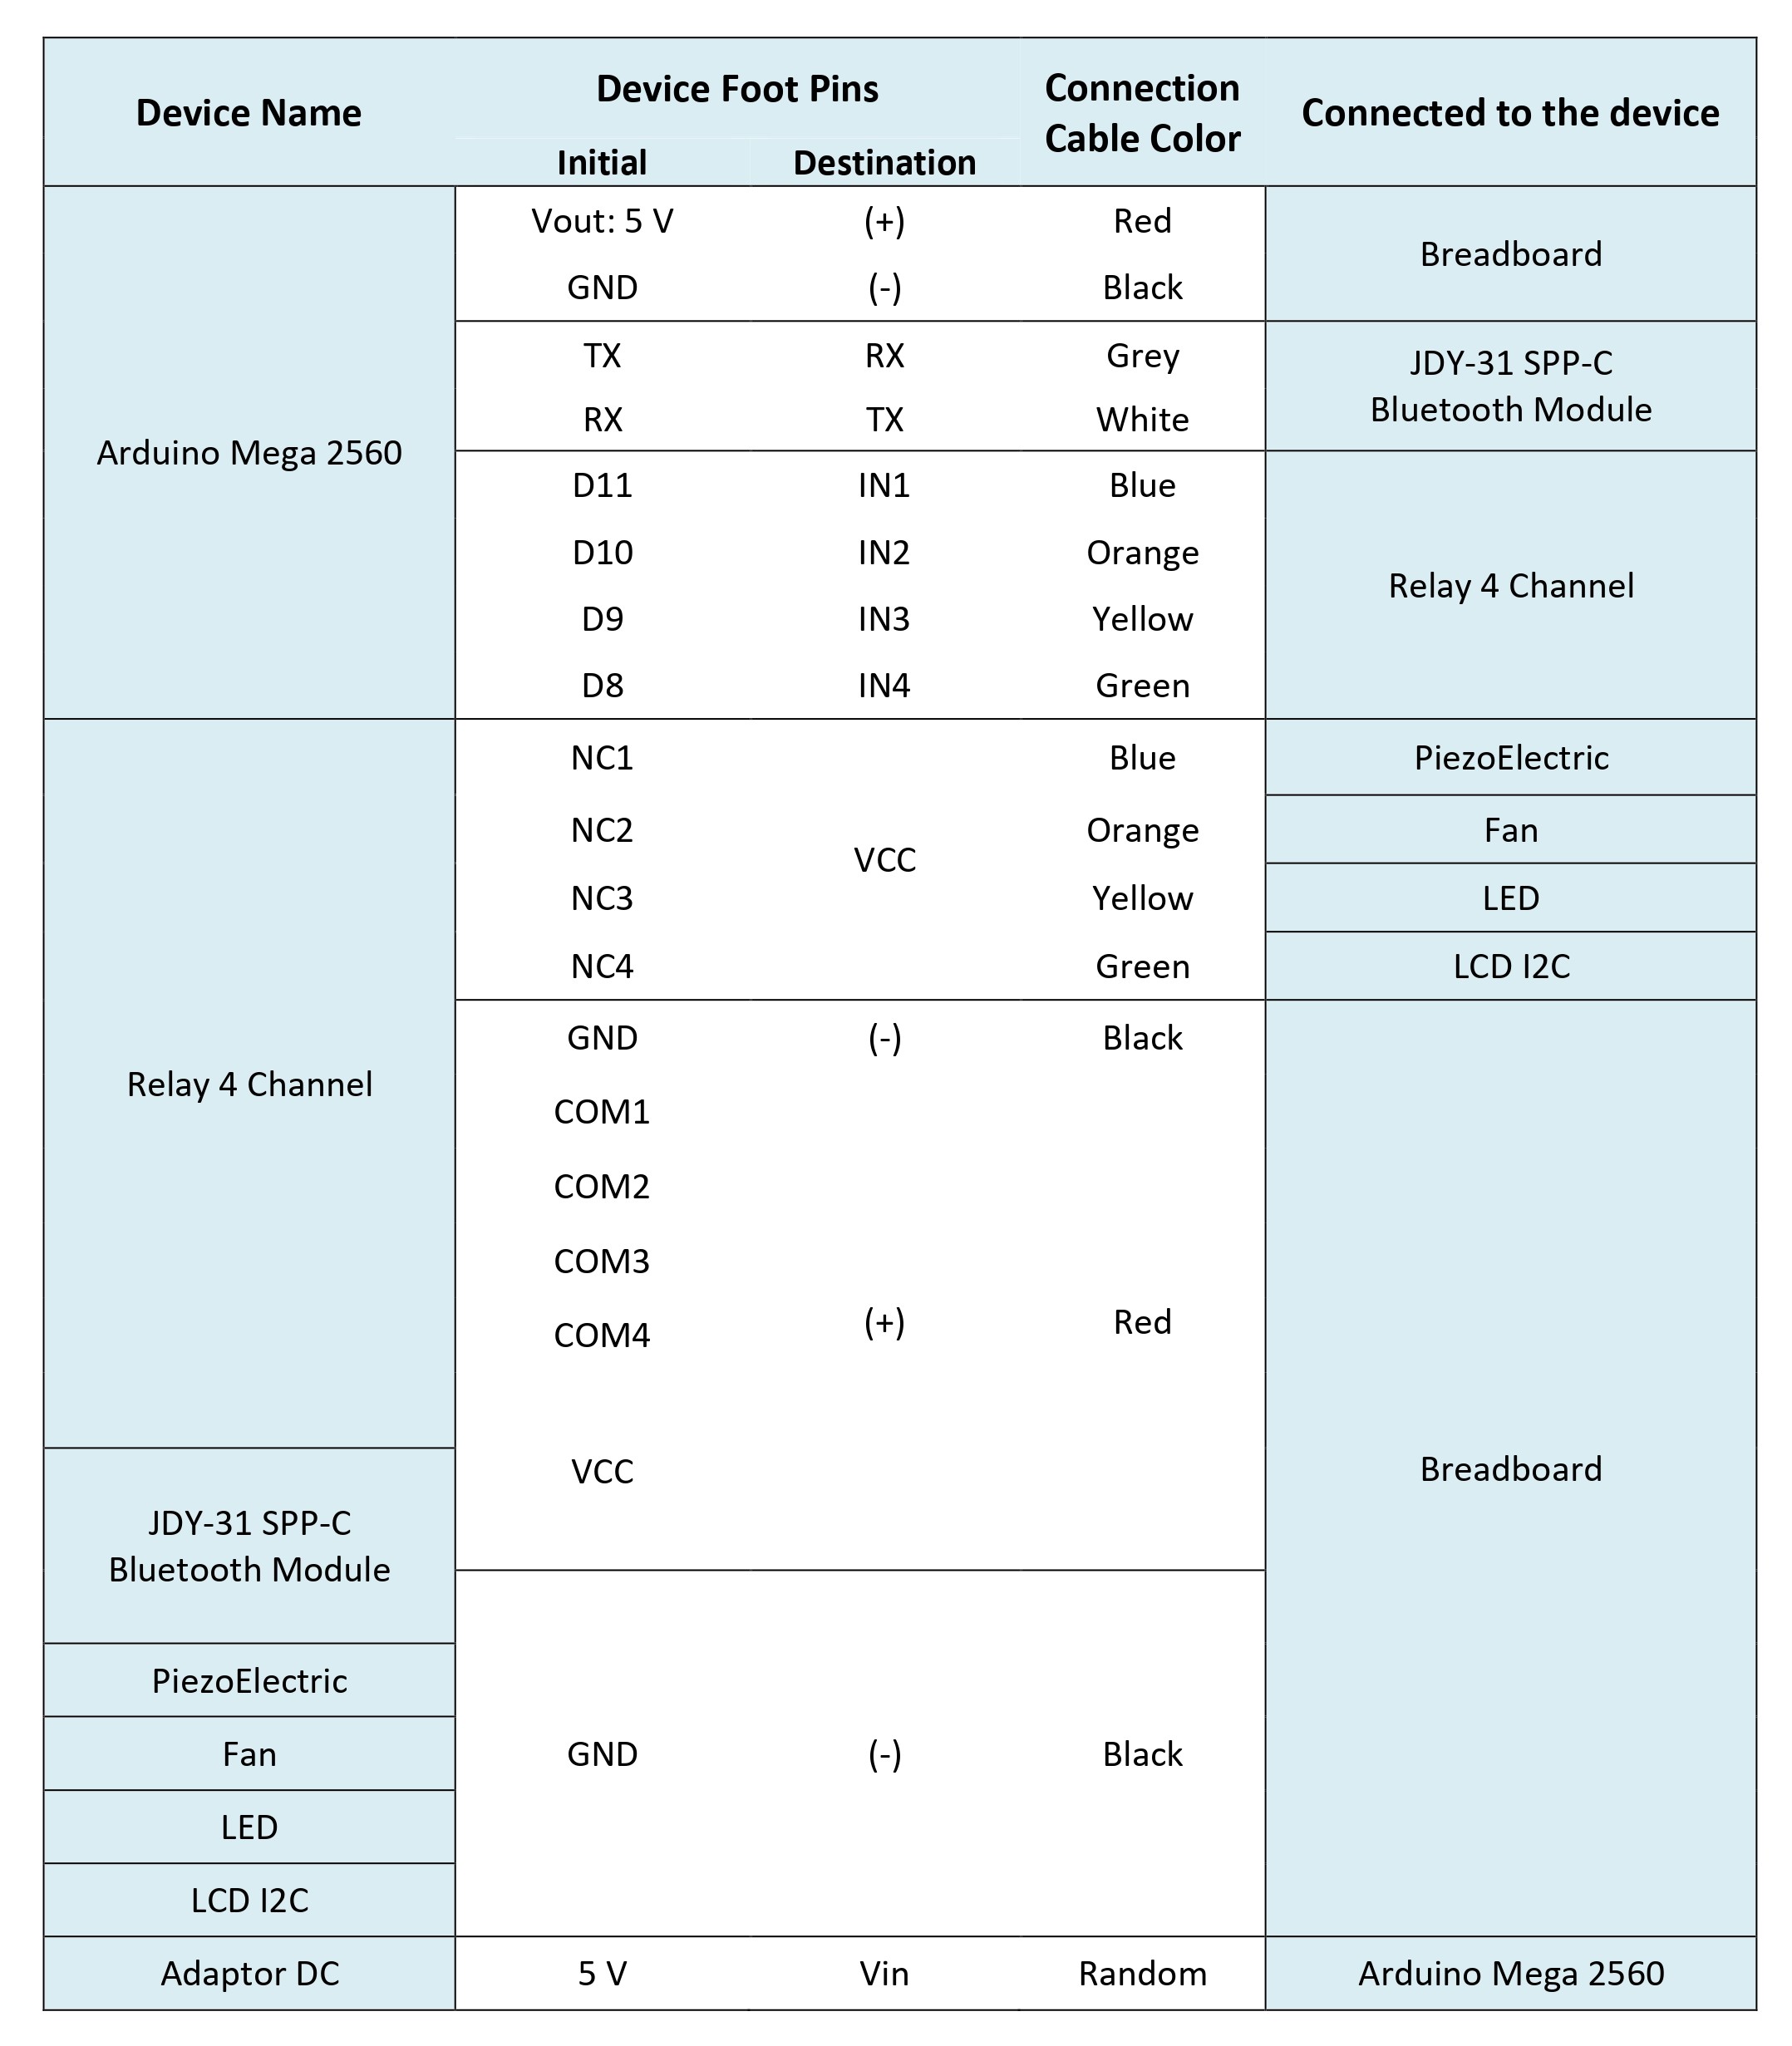 Device Name
Device Foot Pins
Connection
Cable Color
Connected to the device
Initial
Destination
Arduino Mega 2560
Vout: 5 V
(+)
Red
Breadboard
GND
(-)
Black
TX
RX
Grey
JDY-31 SPP-C
Bluetooth Module
RX
TX
White
D11
IN1
Blue
Relay 4 Channel
D10
IN2
Orange
D9
IN3
Yellow
D8
IN4
Green
Relay 4 Channel
NC1
VCC
Blue
PiezoElectric
NC2
Orange
Fan
NC3
Yellow
LED
NC4
Green
LCD I2C
GND
(-)
Black
Breadboard
COM1
COM2
COM3
COM4
(+)
Red
VCC
JDY-31 SPP-C
Bluetooth Module
PiezoElectric
Fan
GND
(-)
Black
LED
LCD I2C
Adaptor DC
5 V
Vin
Random
Arduino Mega 2560